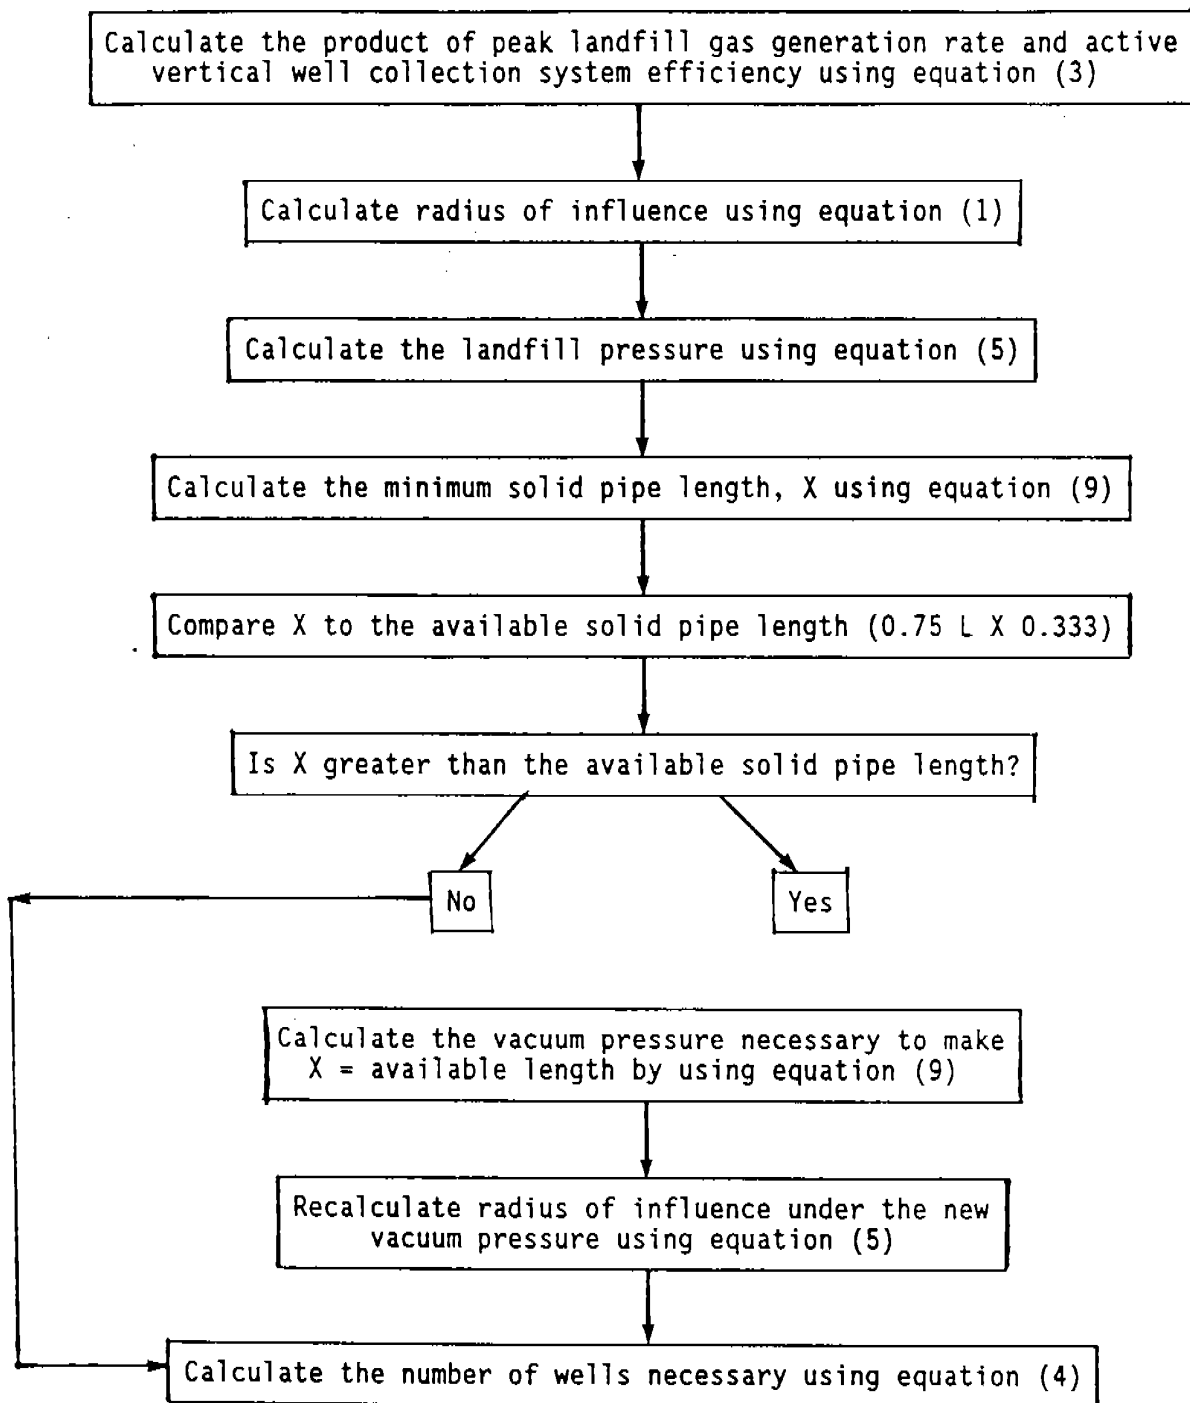 Calculate the product of peak landfill gas generation rate and active
vertical well collection system efficiency using equation (3)
Calculate radius of influence using equation (1)
Calculate the landfill pressure using equation (5)
Calculate the minimum solid pipe length, X using equation (9)
Compare X to the available solid pipe length (0.75 L X 0.333)
Is X greater than the available solid pipe length?
No
Yes
Calculate the vacuum pressure necessary to make
X = available length by using equation (9)
Recalculate radius of influence under the new
vacuum pressure using equation (5)
Calculate the number of wells necessary using equation (4)